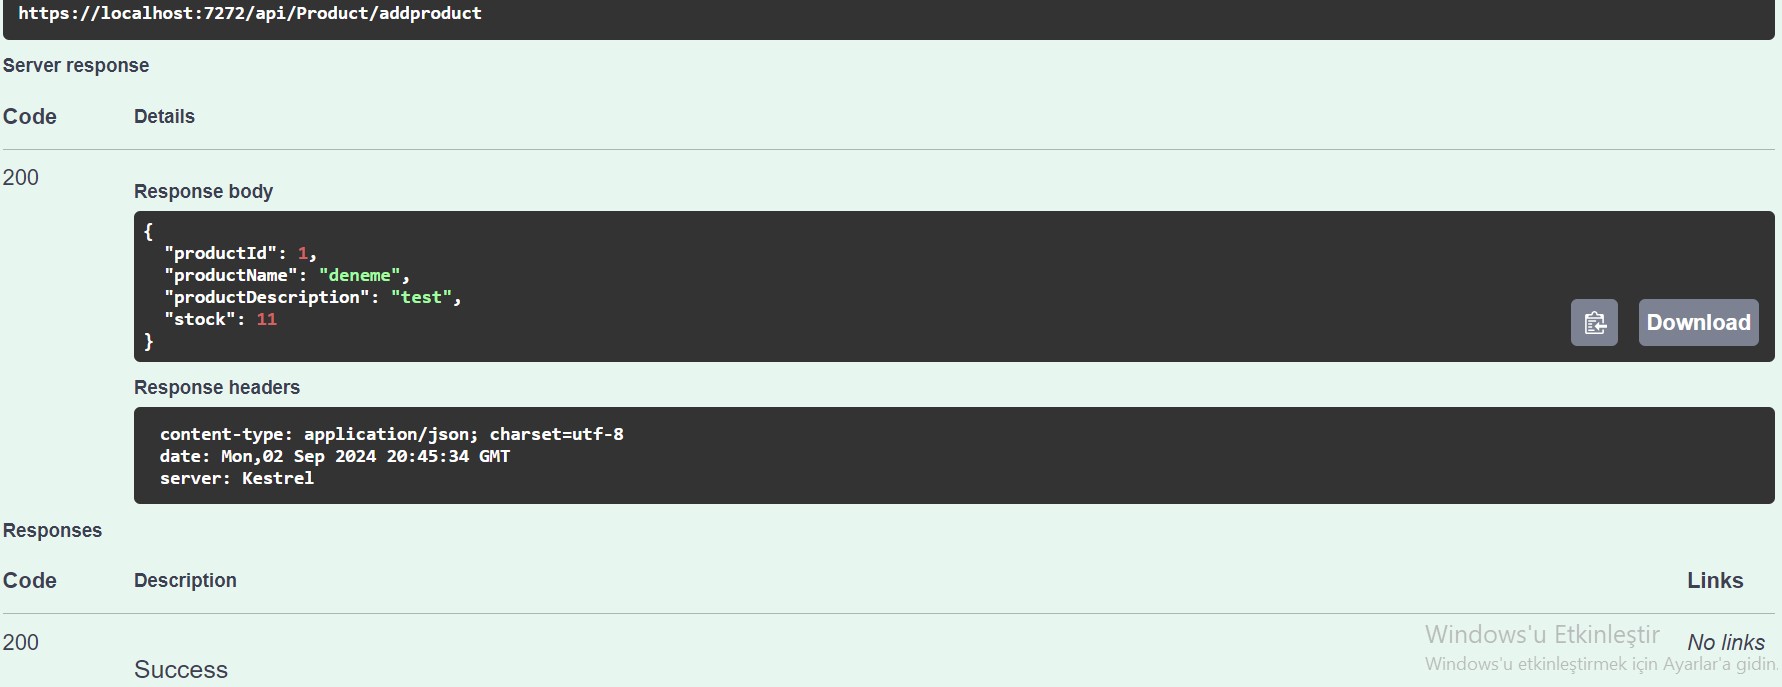 https://localhost:7272/api/Product/addproduct
Server response
Code Details
200
Response body
{
"productId": 1,
"productName": "deneme",
"productDescription": "test",
"stock": 11
}
Download
Response headers
content-type: application/json; charset=utf-8
date: Mon,02 Sep 2024 20:45:34 GMT
server: Kestrel
Responses
Code Description Links
200 No links
Success
Windows'u Etkinleştir
Windows'u etkinleştirmek için Ayarlar'a gidin.